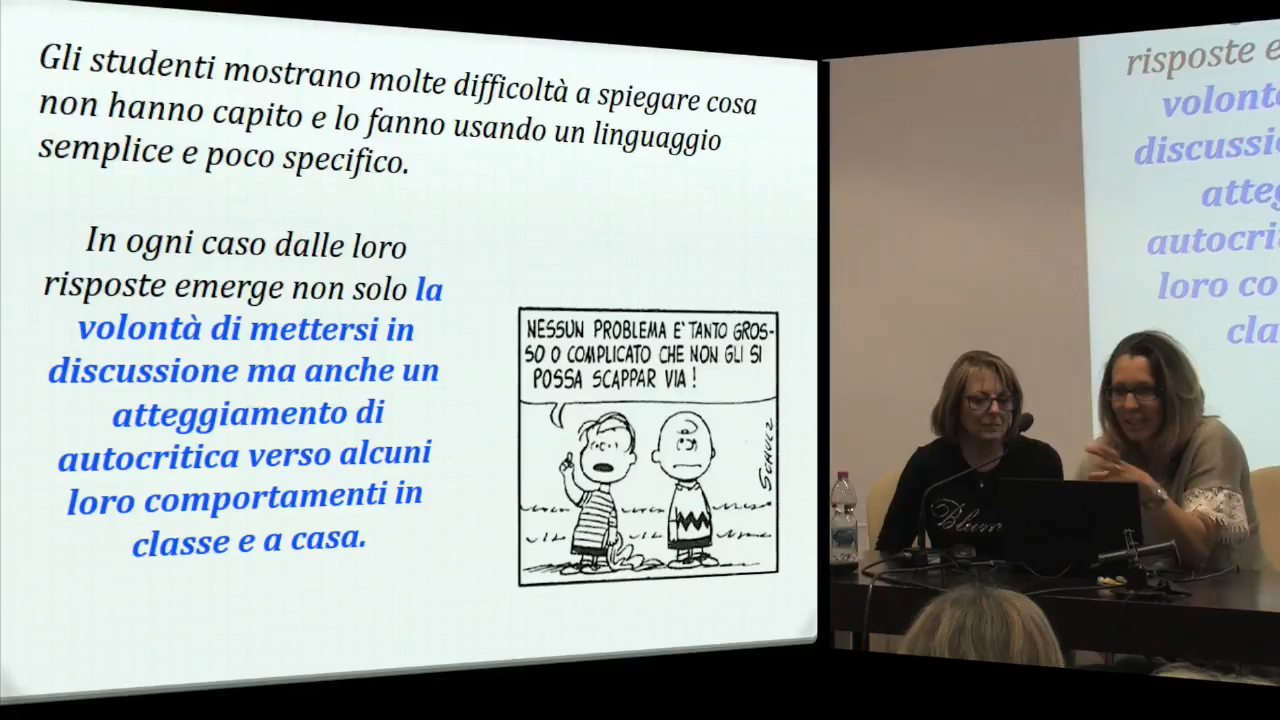 Gli studenti mostrano molte difficoltà a spiegare cosa
non hanno capito e lo fanno usando un linguaggio
semplice e poco specifico.
In ogni caso dalle loro
risposte emerge non solo la
volontà di mettersi in
discussione ma anche un
atteggiamento di
autocritica verso alcuni
loro comportamenti in
classe e a casa.
NESSUN PROBLEMA E' TANTO GROS-
SO O COMPLICATO CHE NON GLI SI
POSSA SCAPPAR VIA!
SCHULZ
risposte e
volont
discussi
atteg
autocri
loro co
cla
Blum